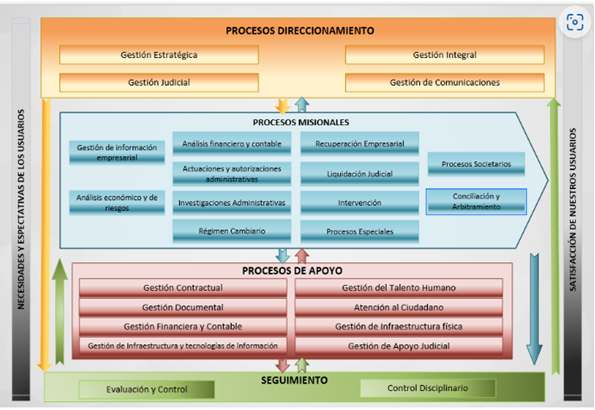 PROCESOS DIRECCIONAMIENTO
Gestión Estratégica
Gestión Integral
Gestión Judicial
Gestión de Comunicaciones
NECESIDADES Y ESPECTATIVAS DE LOS USUARIOS
PROCESOS MISIONALES
Gestión de Información
empresarial
Análisis económico y de
riesgos
Análisis financiero y contable
Actuaciones y autorizaciones
administrativas
Investigaciones Administrativas
Régimen Cambiario
Recuperación Empresarial
Liquidación Judicial
Intervención
Procesos Especiales
Procesos Societarios
Conciliación y
Arbitramiento
SATISFACCIÓN DE NUESTROS USUARIOS
PROCESOS DE APOYO
Gestión Contractual
Gestión del Talento Humano
Gestión Documental
Atención al Ciudadano
Gestión Financiera y Contable
Gestión de Infraestructura física
Gestión de Infraestructura y tecnologías de Información
Gestión de Apoyo Judicial
SEGUIMIENTO
Evaluación y Control
Control Disciplinario